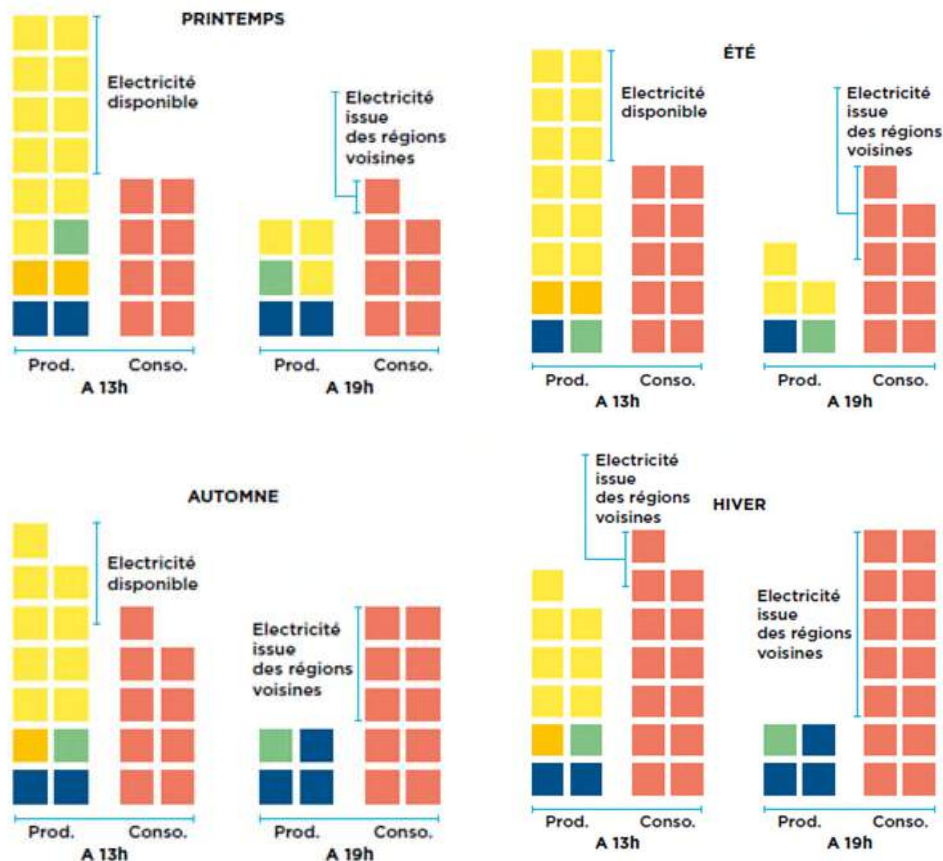 PRINTEMPS
Electricité
disponible
Electricité
issue
des régions
voisines
Prod.
Conso.
A 13h
Prod.
Conso.
A 19h
ÉTÉ
Electricité
disponible
Electricité
issue
des régions
voisines
Prod.
Conso.
A 13h
Prod.
Conso.
A 19h
AUTOMNE
Electricité
disponible
Electricité
issue
des régions
voisines
Prod.
Conso.
A 13h
Prod.
Conso.
A 19h
HIVER
Electricité
issue
des régions
voisines
Electricité
issue
des régions
voisines
Prod.
Conso.
A 13h
Prod.
Conso.
A 19h